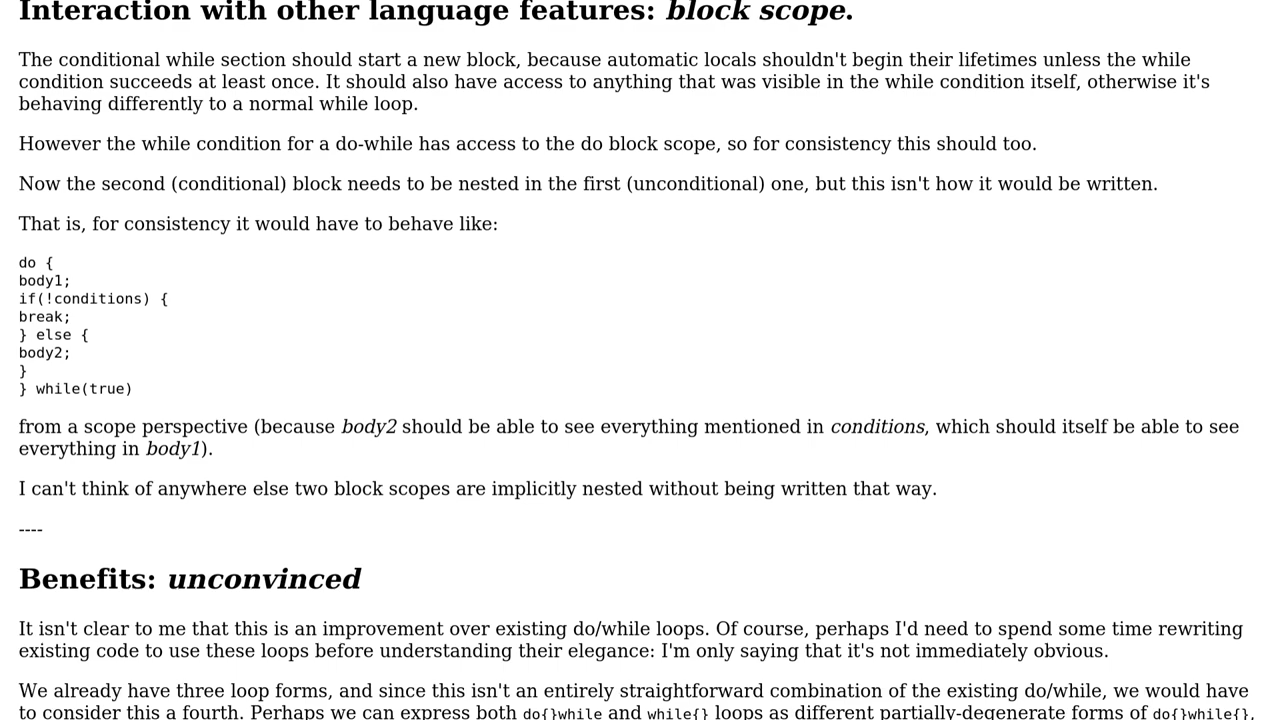 Interaction with other language features: block scope.
The conditional while section should start a new block, because automatic locals shouldn't begin their lifetimes unless the while
condition succeeds at least once. It should also have access to anything that was visible in the while condition itself, otherwise it's
behaving differently to a normal while loop.
However the while condition for a do-while has access to the do block scope, so for consistency this should too.
Now the second (conditional) block needs to be nested in the first (unconditional) one, but this isn't how it would be written.
That is, for consistency it would have to behave like:
do {
body1;
if(!conditions) {
break;
} else {
body2;
}
} while(true)
from a scope perspective (because body2 should be able to see everything mentioned in conditions, which should itself be able to see
everything in body1).
I can't think of anywhere else two block scopes are implicitly nested without being written that way.
----
Benefits: unconvinced
It isn't clear to me that this is an improvement over existing do/while loops. Of course, perhaps I'd need to spend some time rewriting
existing code to use these loops before understanding their elegance: I'm only saying that it's not immediately obvious.
We already have three loop forms, and since this isn't an entirely straightforward combination of the existing do/while, we would have
to consider this a fourth. Perhaps we can express both do{}while and while{} loops as different partially-degenerate forms of do{}while{},